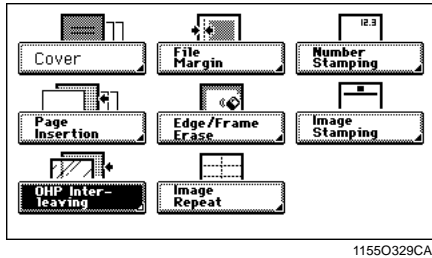 12.3
Cover
File
Margin
Number
Stamping
Page
Insertion
Edge/Frame
Erase
Image
Stamping
OHP Inter-
leaving
Image
Repeat
1155O329CA